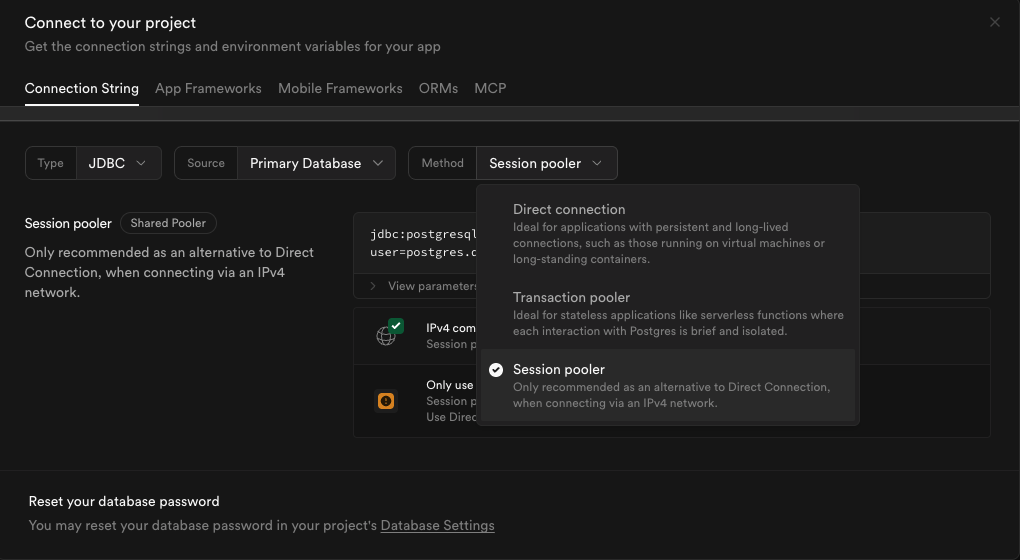 Connect to your project
Get the connection strings and environment variables for your app
Connection String App Frameworks Mobile Frameworks ORMs MCP
Type JDBC Source Primary Database Method Session pooler
Session pooler Shared Pooler
Only recommended as an alternative to Direct
Connection, when connecting via an IPv4
network.
jdbc:postgresql
user=postgres.
View parameters
IPv4 com
Session p
Only use
Session p
Use Direc
Direct connection
Ideal for applications with persistent and long-lived
connections, such as those running on virtual machines or
long-standing containers.
Transaction pooler
Ideal for stateless applications like serverless functions where
each interaction with Postgres is brief and isolated.
Session pooler
Only recommended as an alternative to Direct Connection,
when connecting via an IPv4 network.
Reset your database password
You may reset your database password in your project's Database Settings